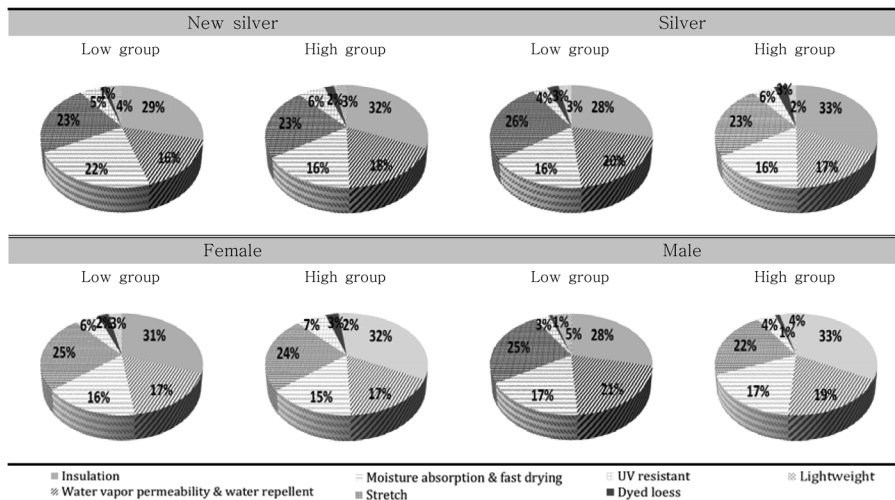 New silver Silver
Low group High group Low group High group
1% 2% 3% 3%
5% 4% 29% 6% 3% 32% 4% 3% 28% 6% 2% 33%
23% 23% 26% 23%
22% 16% 16% 18% 16% 20% 16% 17%
Female Male
Low group High group Low group High group
6% 2% 3% 31% 7% 3% 2% 32% 3% 1% 5% 28% 4% 1% 4% 33%
25% 24% 25% 22%
16% 17% 15% 17% 17% 21% 17% 19%
Insulation Moisture absorption & fast drying UV resistant Lightweight
Water vapor permeability & water repellent Stretch Dyed loess